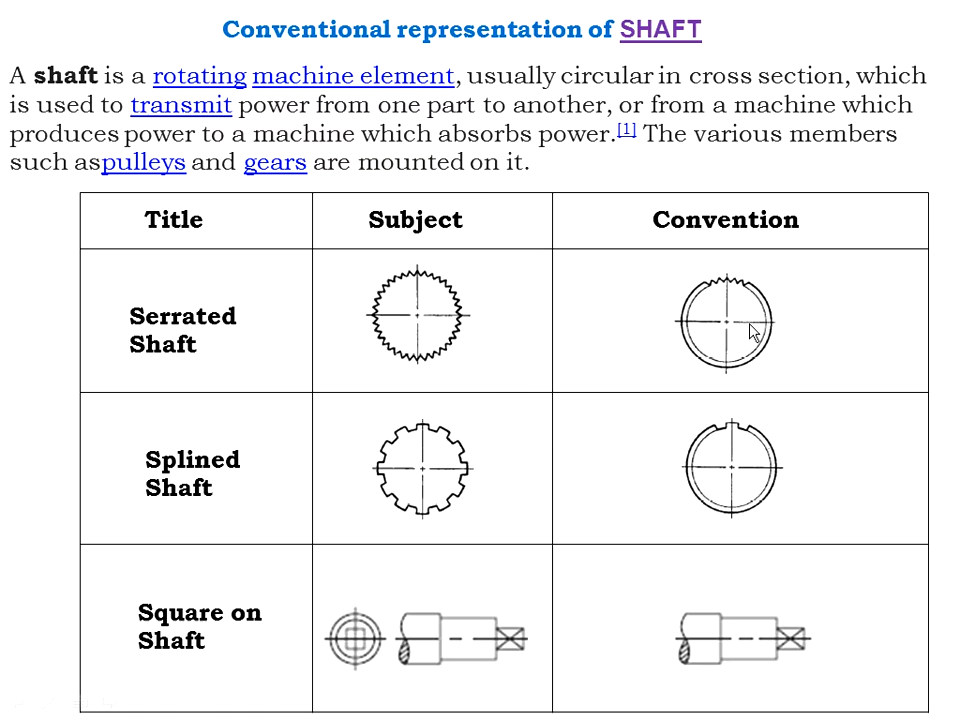 Conventional representation of SHAFT
A shaft is a rotating machine element, usually circular in cross section, which
is used to transmit power from one part to another, or from a machine which
produces power to a machine which absorbs power.[1] The various members
such aspulleys and gears are mounted on it.
Title Subject Convention
Serrated
Shaft
Splined
Shaft
Square on
Shaft